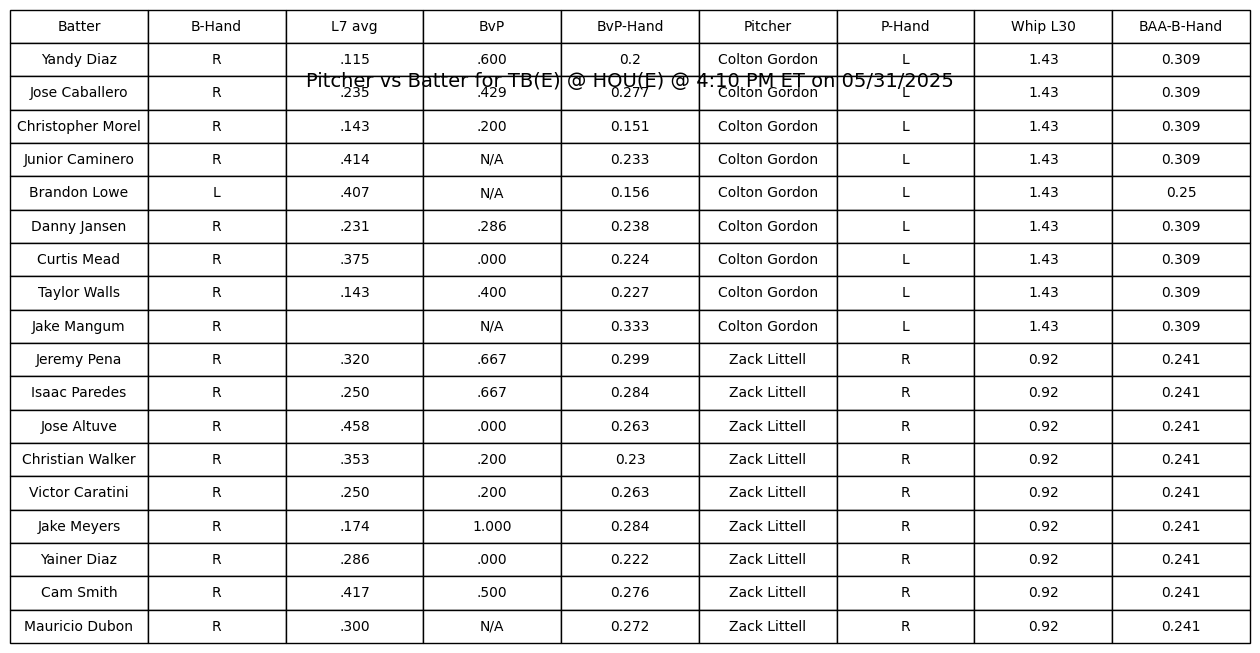 Batter B-Hand L7 avg BvP BvP-Hand Pitcher P-Hand Whip L30 BAA-B-Hand
Yandy Diaz R .115 .600 0.2 Colton Gordon L 1.43 0.309
Pitcher vs Batter for TB(E) @ HOU(E) @ 4:10 PM ET on 05/31/2025
Jose Caballero R .235 .429 0.277 Colton Gordon L 1.43 0.309
Christopher Morel R .143 .200 0.151 Colton Gordon L 1.43 0.309
Junior Caminero R .414 N/A 0.233 Colton Gordon L 1.43 0.309
Brandon Lowe L .407 N/A 0.156 Colton Gordon L 1.43 0.25
Danny Jansen R .231 .286 0.238 Colton Gordon L 1.43 0.309
Curtis Mead R .375 .000 0.224 Colton Gordon L 1.43 0.309
Taylor Walls R .143 .400 0.227 Colton Gordon L 1.43 0.309
Jake Mangum R N/A 0.333 Colton Gordon L 1.43 0.309
Jeremy Pena R .320 .667 0.299 Zack Littell R 0.92 0.241
Isaac Paredes R .250 .667 0.284 Zack Littell R 0.92 0.241
Jose Altuve R .458 .000 0.263 Zack Littell R 0.92 0.241
Christian Walker R .353 .200 0.23 Zack Littell R 0.92 0.241
Victor Caratini R .250 .200 0.263 Zack Littell R 0.92 0.241
Jake Meyers R .174 1.000 0.284 Zack Littell R 0.92 0.241
Yainer Diaz R .286 .000 0.222 Zack Littell R 0.92 0.241
Cam Smith R .417 .500 0.276 Zack Littell R 0.92 0.241
Mauricio Dubon R .300 N/A 0.272 Zack Littell R 0.92 0.241